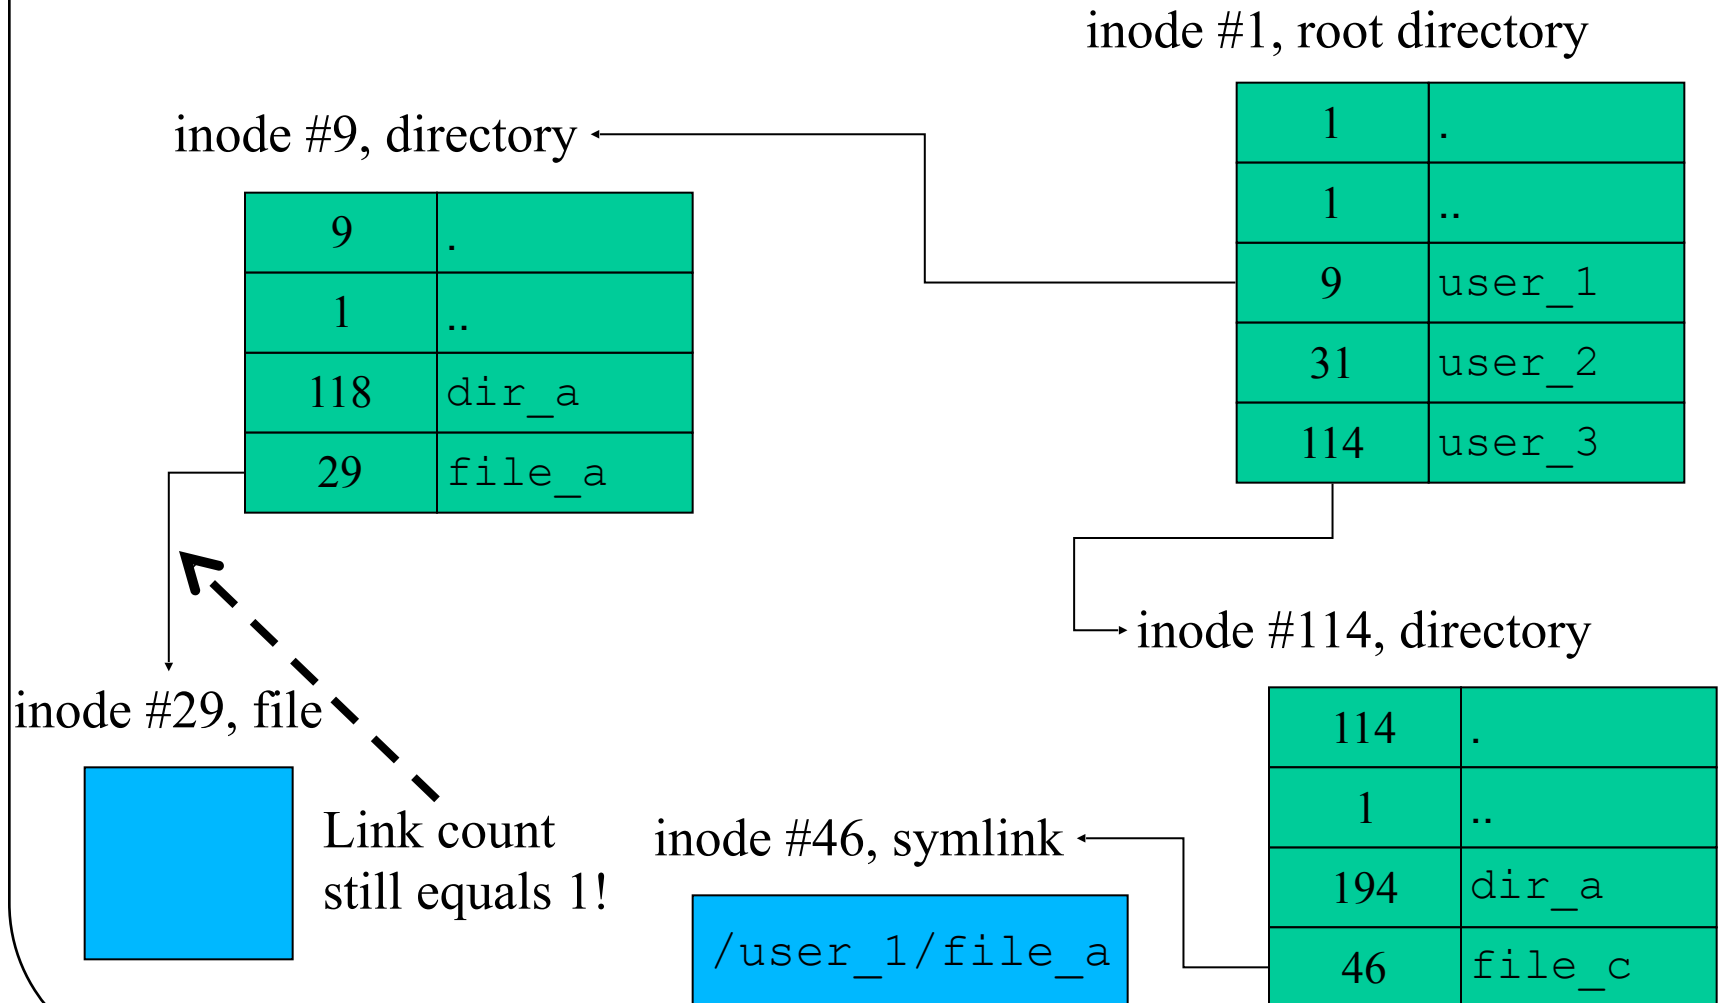 inode #1, root directory
1 .
1 ..
9 user_1
31 user_2
114 user_3
inode #9, directory
9 .
1 ..
118 dir_a
29 file_a
inode #29, file
Link count
still equals 1!
inode #114, directory
114 .
1 ..
194 dir_a
46 file_c
inode #46, symlink
/user_1/file_a